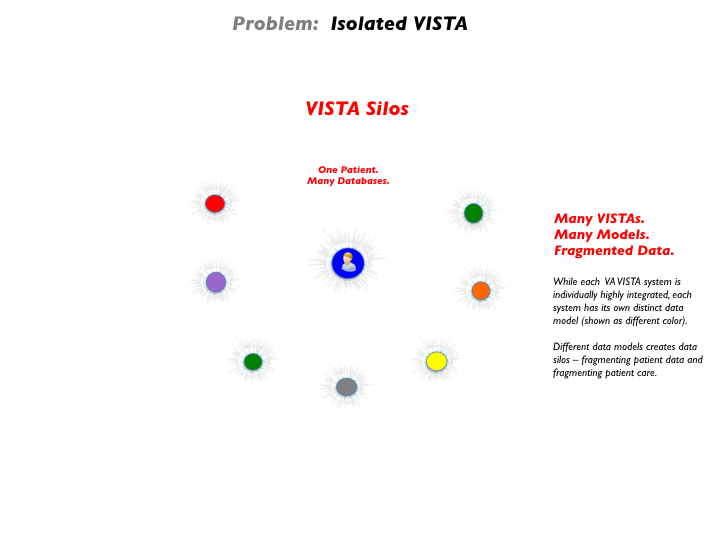 Problem: Isolated VISTA
VISTA Silos
One Patient.
Many Databases.
Many VISTAs.
Many Models.
Fragmented Data.
While each VA VISTA system is
individually highly integrated, each
system has its own distinct data
model (shown as different color).
Different data models creates data
silos – fragmenting patient data and
fragmenting patient care.